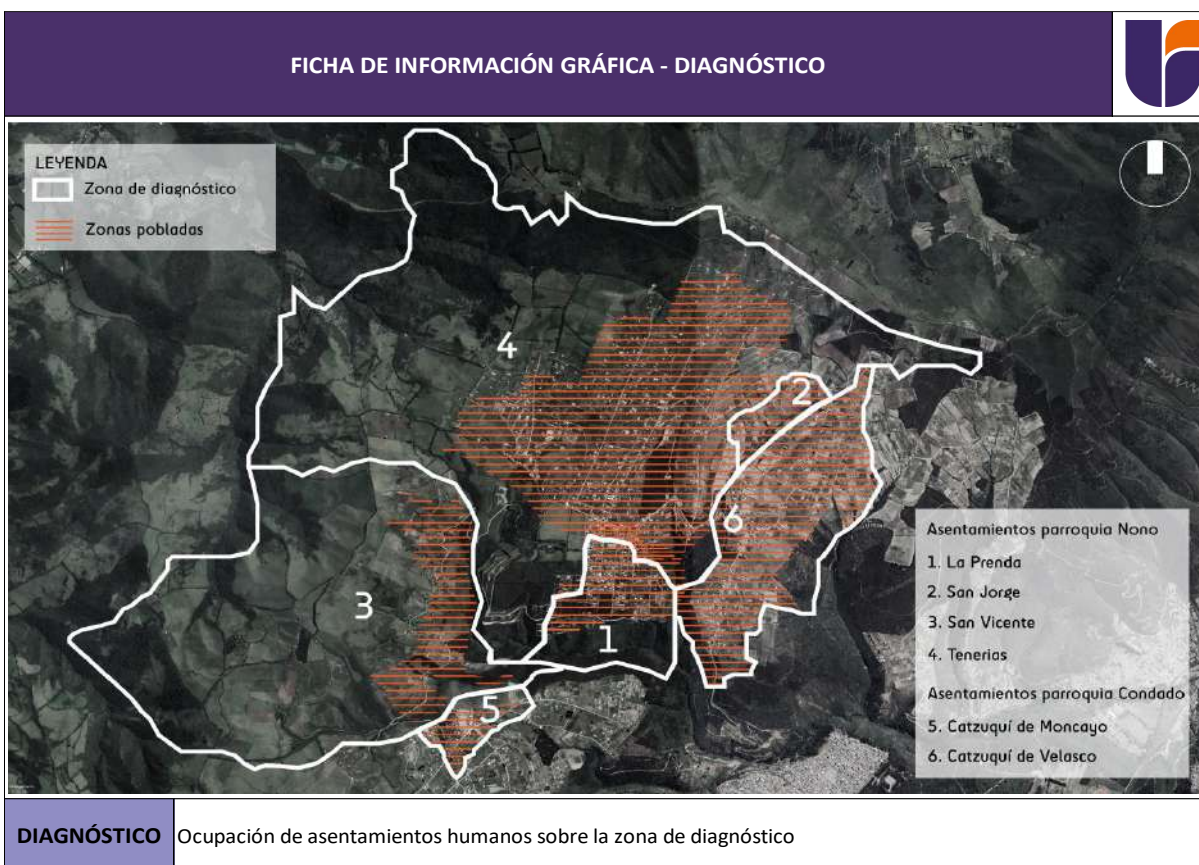 FICHA DE INFORMACIÓN GRÁFICA - DIAGNÓSTICO
LEYENDA
Zona de diagnóstico
Zonas pobladas
4
2
6
3
1
5
Asentamientos parroquia Nono
1. La Prenda
2. San Jorge
3. San Vicente
4. Tenerias
Asentamientos parroquia Condado
5. Catzuquí de Moncayo
6. Catzuquí de Velasco
DIAGNÓSTICO Ocupación de asentamientos humanos sobre la zona de diagnóstico